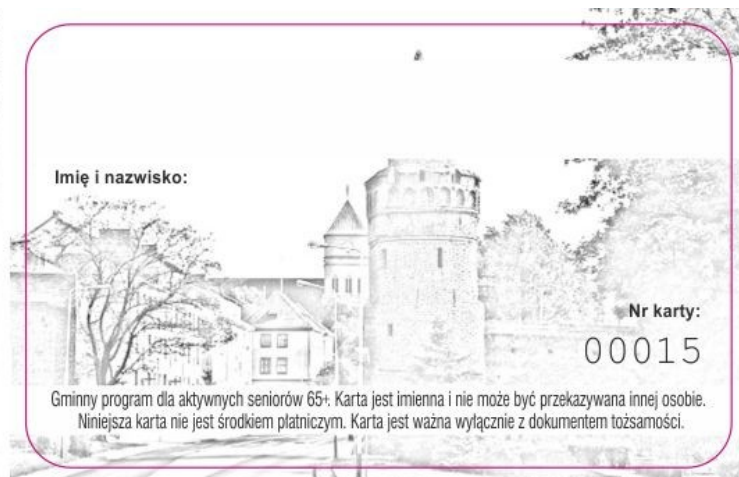 Imię i nazwisko:
Nr karty:
00015
Gminny program dla aktywnych seniorów 65+. Karta jest imienna i nie może być przekazywana innej osobie.
Niniejsza karta nie jest środkiem płatniczym. Karta jest ważna wyłącznie z dokumentem tożsamości.